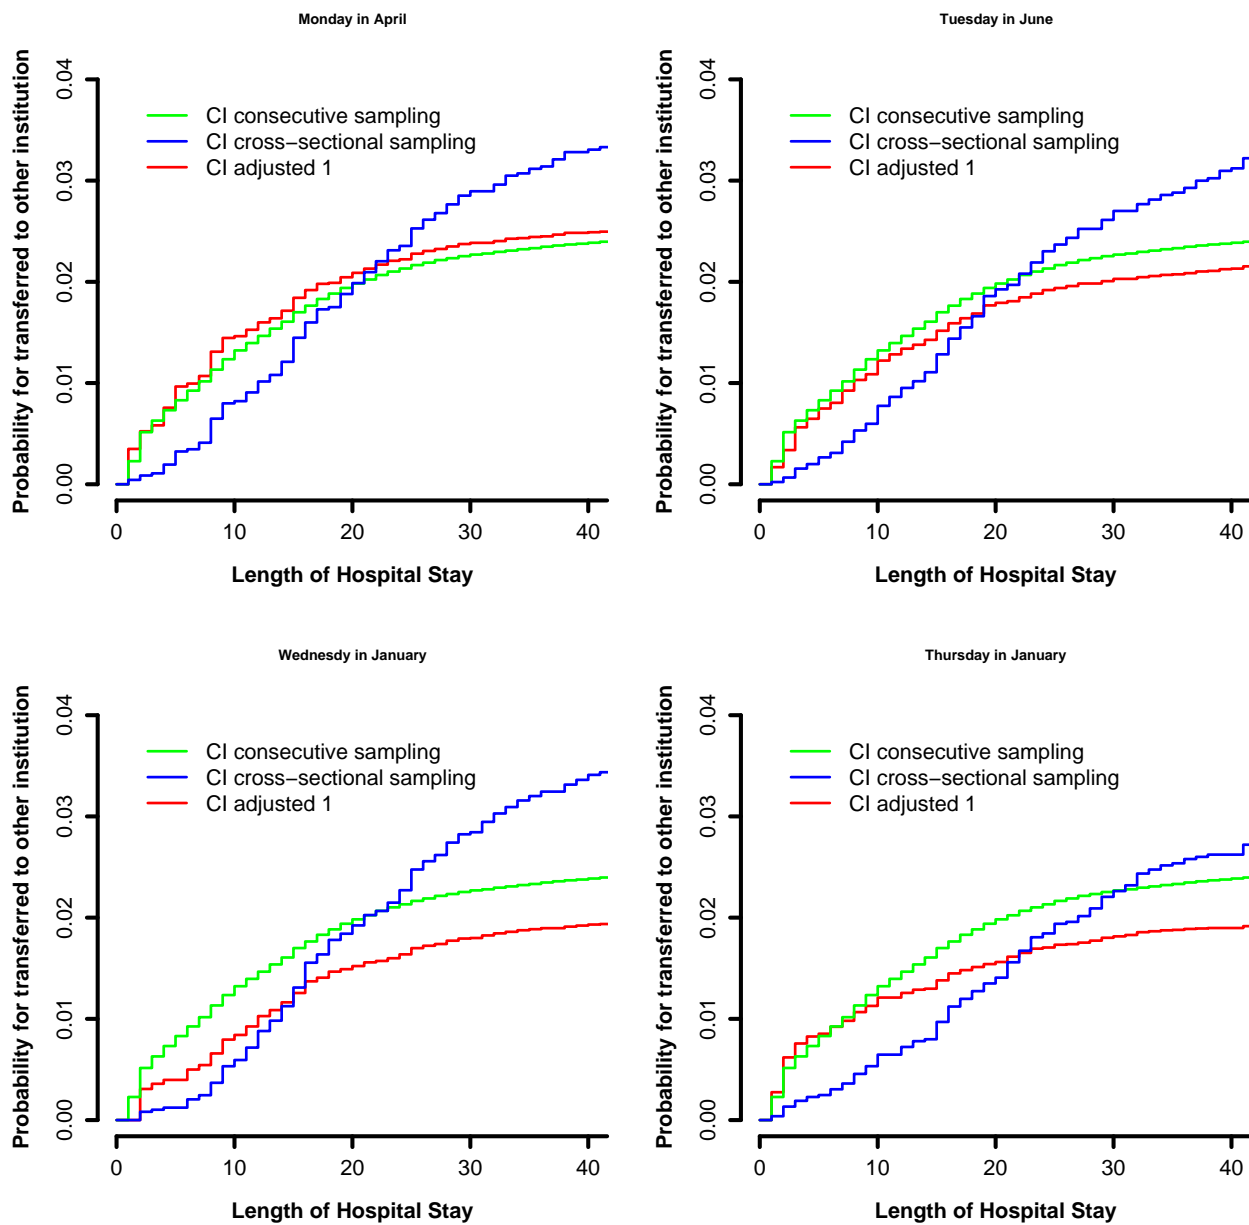 Monday in April
Probability for transferred to other institution
0.00 0.01 0.02 0.03 0.04
CI consecutive sampling
CI cross−sectional sampling
CI adjusted 1
0 10 20 30 40
Length of Hospital Stay
Tuesday in June
Probability for transferred to other institution
0.00 0.01 0.02 0.03 0.04
CI consecutive sampling
CI cross−sectional sampling
CI adjusted 1
0 10 20 30 40
Length of Hospital Stay
Wednesdy in January
Probability for transferred to other institution
0.00 0.01 0.02 0.03 0.04
CI consecutive sampling
CI cross−sectional sampling
CI adjusted 1
0 10 20 30 40
Length of Hospital Stay
Thursday in January
Probability for transferred to other institution
0.00 0.01 0.02 0.03 0.04
CI consecutive sampling
CI cross−sectional sampling
CI adjusted 1
0 10 20 30 40
Length of Hospital Stay